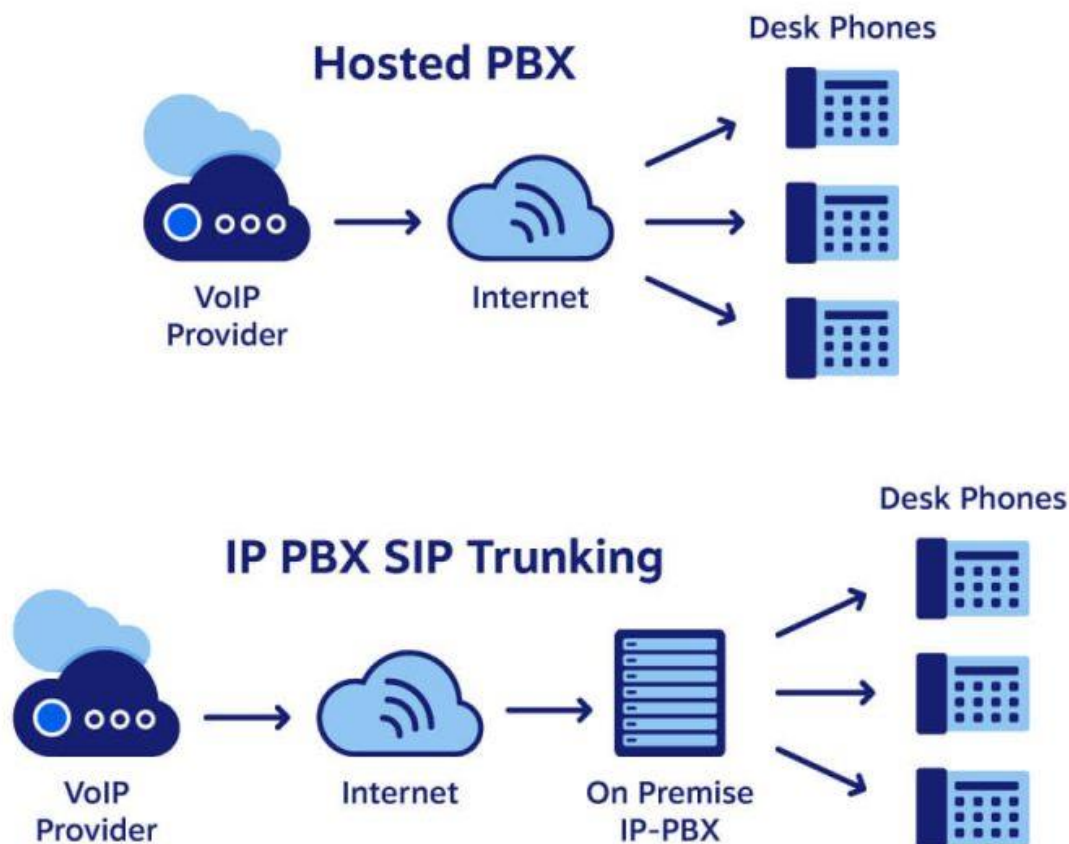 Desk Phones
Hosted PBX
VoIP
Provider
Internet
Desk Phones
IP PBX SIP Trunking
VoIP
Provider
Internet
On Premise
IP-PBX